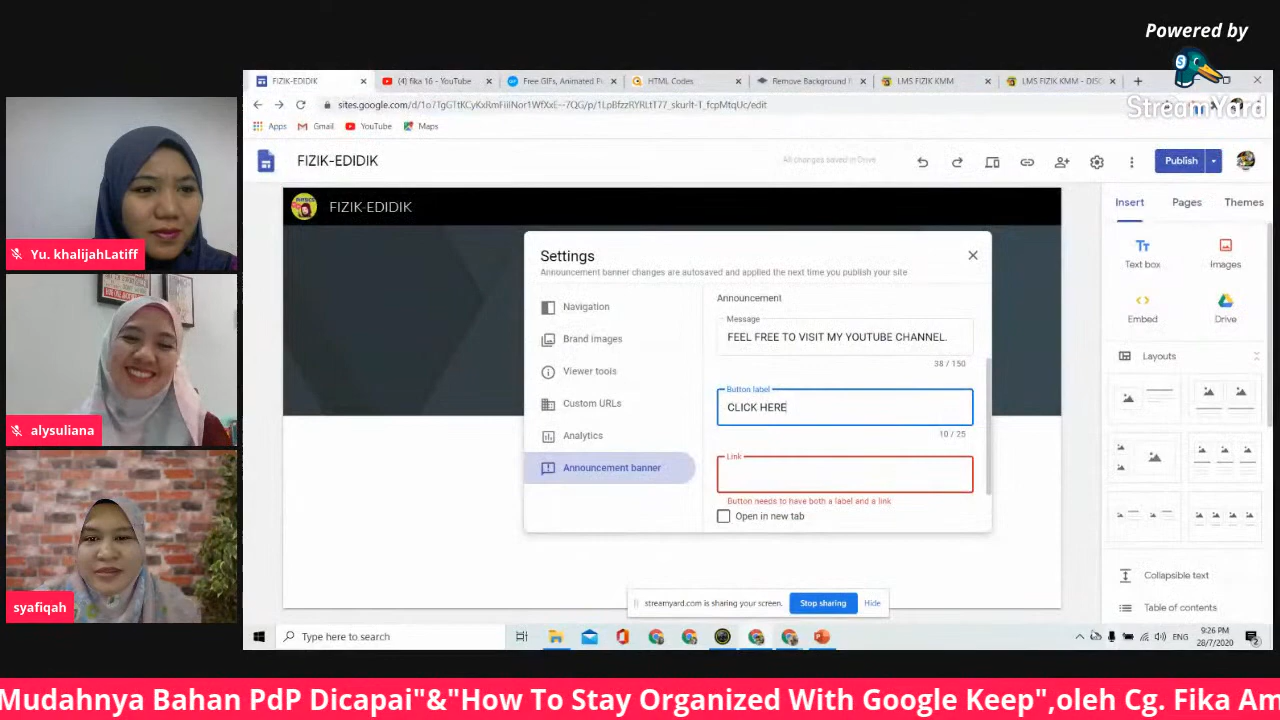 Powered by
StreamYard
Yu. khalijahLatiff
alysuliana
syafiqah
FIZIK-EDIDIK
(4) fika 16 - YouTube
Free GIFs, Animated
HTML Codes
Remove Background
LMS FIZIK KMM
LMS FIZIK KMM - DISC
Apps
Gmail
YouTube
Maps
FIZIK-EDIDIK
All changes saved in Drive
Publish
FIZIK-EDIDIK
Insert
Pages
Themes
Text box
Images
Embed
Drive
Layouts
Collapsible text
Table of contents
Settings
Announcement banner changes are autosaved and applied the next time you publish your site
Navigation
Brand images
Viewer tools
Custom URLs
Analytics
Announcement banner
Announcement
Message
FEEL FREE TO VISIT MY YOUTUBE CHANNEL.
38 / 150
Button label
CLICK HERE
10 / 25
Link
Button needs to have both a label and a link
Open in new tab
streamyard.com is sharing your screen.
Stop sharing
Hide
Type here to search
ENG
9:26 PM
28/7/2020
Mudahnya Bahan PdP Dicapai"&"How To Stay Organized With Google Keep",oleh Cg. Fika Am